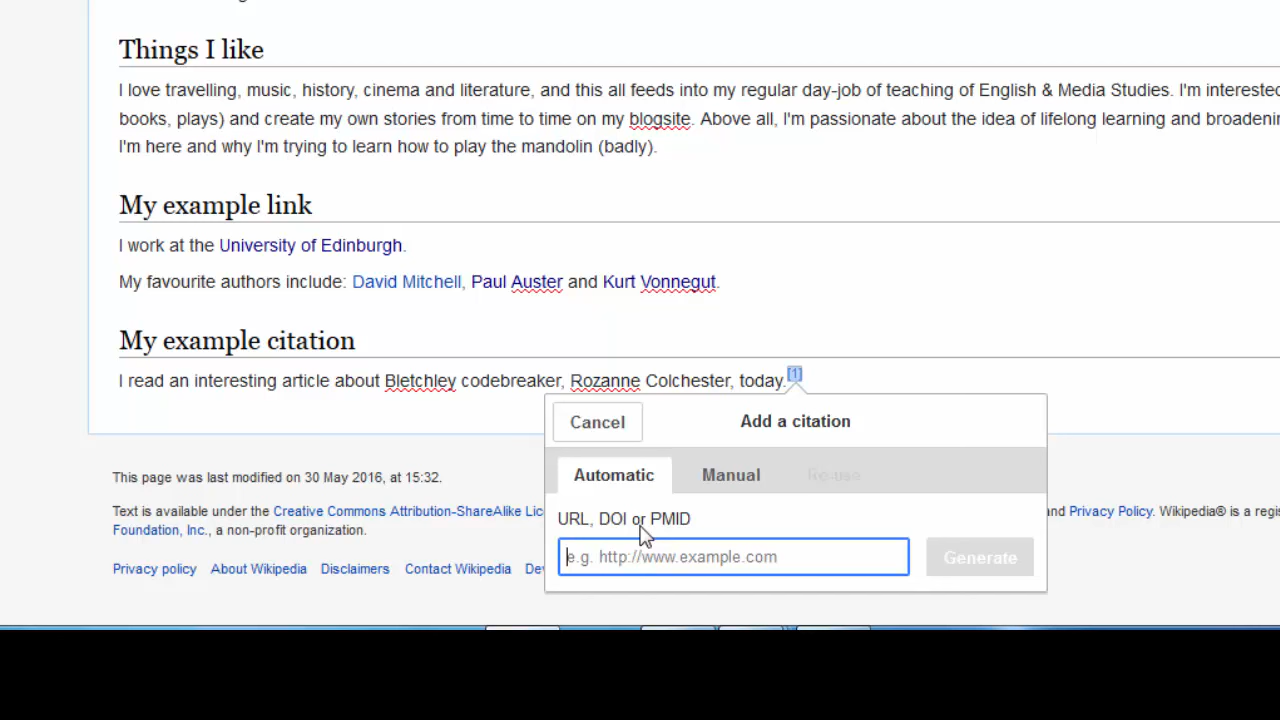 Things I like
I love travelling, music, history, cinema and literature, and this all feeds into my regular day-job of teaching of English & Media Studies. I'm interested
books, plays) and create my own stories from time to time on my blogsite. Above all, I'm passionate about the idea of lifelong learning and broadenin
I'm here and why I'm trying to learn how to play the mandolin (badly).
My example link
I work at the University of Edinburgh.
My favourite authors include: David Mitchell, Paul Auster and Kurt Vonnegut.
My example citation
I read an interesting article about Bletchley codebreaker, Rozanne Colchester, today.[1]
Cancel
Add a citation
Automatic
Manual
Re-use
URL, DOI or PMID
e.g. http://www.example.com
Generate
This page was last modified on 30 May 2016, at 15:32.
Text is available under the Creative Commons Attribution-ShareAlike Lic
and Privacy Policy. Wikipedia® is a regis
Foundation, Inc., a non-profit organization.
Privacy policy About Wikipedia Disclaimers Contact Wikipedia Dev